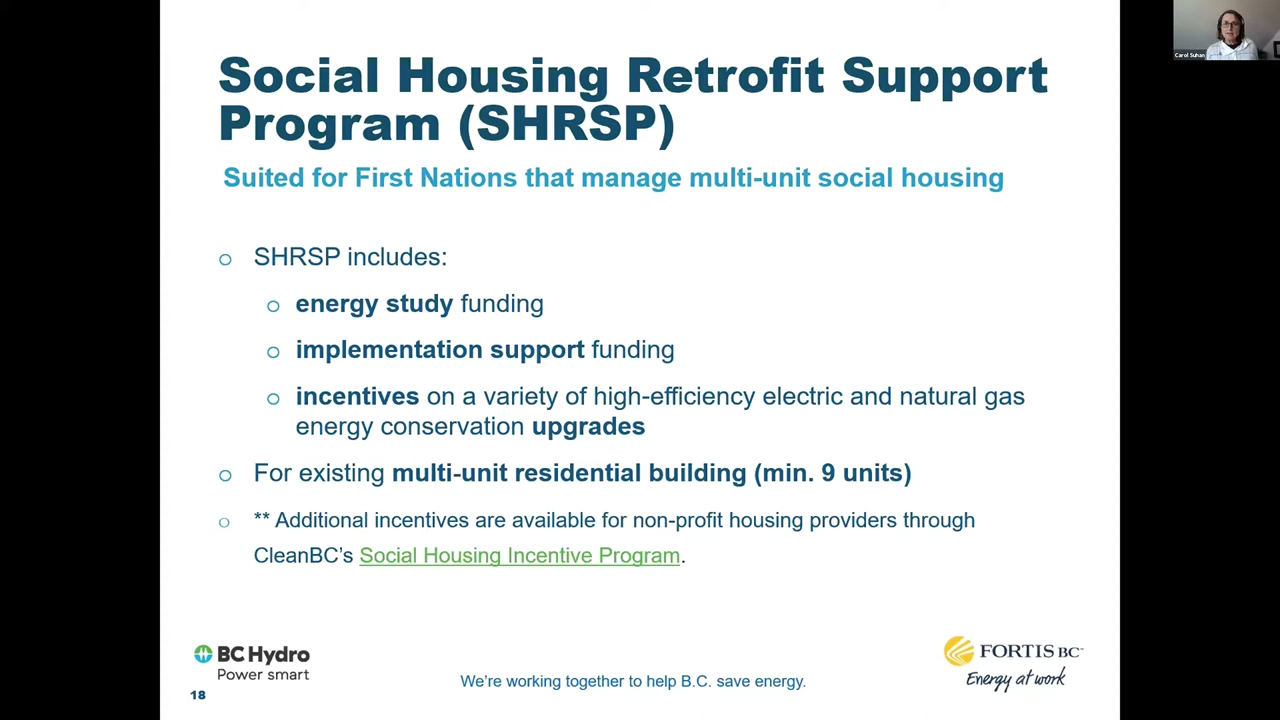 Social Housing Retrofit Support
Program (SHRSP)
Suited for First Nations that manage multi-unit social housing
SHRSP includes:
energy study funding
implementation support funding
incentives on a variety of high-efficiency electric and natural gas
energy conservation upgrades
For existing multi-unit residential building (min. 9 units)
** Additional incentives are available for non-profit housing providers through
CleanBC’s Social Housing Incentive Program.
BC Hydro
Power smart
18
We’re working together to help B.C. save energy.
FORTIS BC™
Energy at work
Carol Suhan